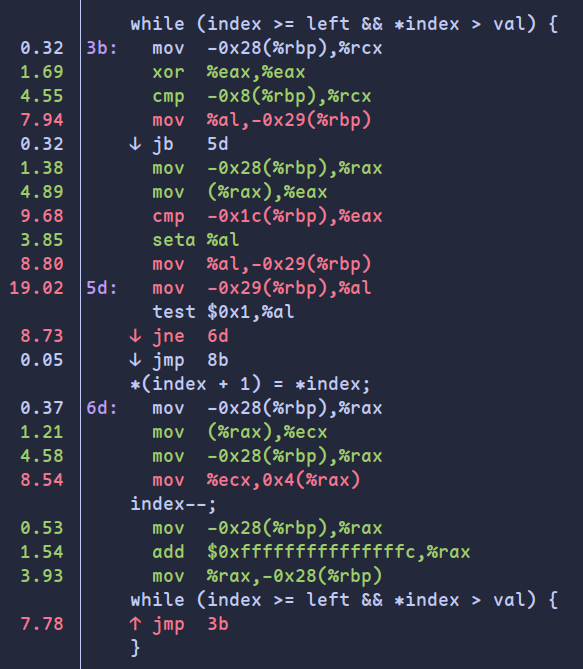 while (index >= left && *index > val) {
0.32 3b: mov -0x28(%rbp),%rcx
1.69 xor %eax,%eax
4.55 cmp -0x8(%rbp),%rcx
7.94 mov %al,-0x29(%rbp)
0.32 ↓ jb 5d
1.38 mov -0x28(%rbp),%rax
4.89 mov (%rax),%eax
9.68 cmp -0x1c(%rbp),%eax
3.85 seta %al
8.80 mov %al,-0x29(%rbp)
19.02 5d: mov -0x29(%rbp),%al
test $0x1,%al
8.73 ↓ jne 6d
0.05 ↓ jmp 8b
*(index + 1) = *index;
0.37 6d: mov -0x28(%rbp),%rax
1.21 mov (%rax),%ecx
4.58 mov -0x28(%rbp),%rax
8.54 mov %ecx,0x4(%rax)
index--;
0.53 mov -0x28(%rbp),%rax
1.54 add $0xfffffffffffffffc,%rax
3.93 mov %rax,-0x28(%rbp)
while (index >= left && *index > val) {
7.78 ↑ jmp 3b
}